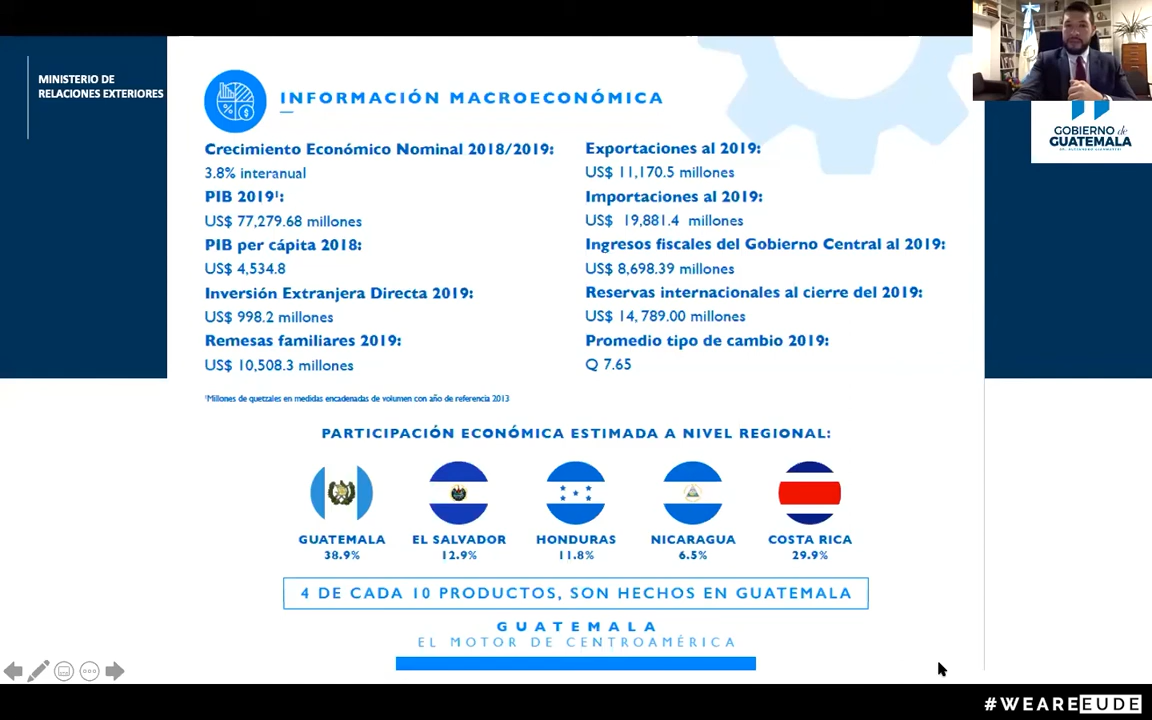 MINISTERIO DE
RELACIONES EXTERIORES
INFORMACIÓN MACROECONÓMICA
GOBIERNO de
GUATEMALA
Crecimiento Económico Nominal 2018/2019:
3.8% interanual
PIB 2019¹:
US$ 77,279.68 millones
PIB per cápita 2018:
US$ 4,534.8
Inversión Extranjera Directa 2019:
US$ 998.2 millones
Remesas familiares 2019:
US$ 10,508.3 millones
Exportaciones al 2019:
US$ 11,170.5 millones
Importaciones al 2019:
US$ 19,881.4 millones
Ingresos fiscales del Gobierno Central al 2019:
US$ 8,698.39 millones
Reservas internacionales al cierre del 2019:
US$ 14, 789.00 millones
Promedio tipo de cambio 2019:
Q 7.65
¹Millones de quetzales en medidas encadenadas de volumen con año de referencia 2013
PARTICIPACIÓN ECONÓMICA ESTIMADA A NIVEL REGIONAL:
GUATEMALA
38.9%
EL SALVADOR
12.9%
HONDURAS
11.8%
NICARAGUA
6.5%
COSTA RICA
29.9%
4 DE CADA 10 PRODUCTOS, SON HECHOS EN GUATEMALA
GUATEMALA
EL MOTOR DE CENTROAMÉRICA
#WEAREEUDE